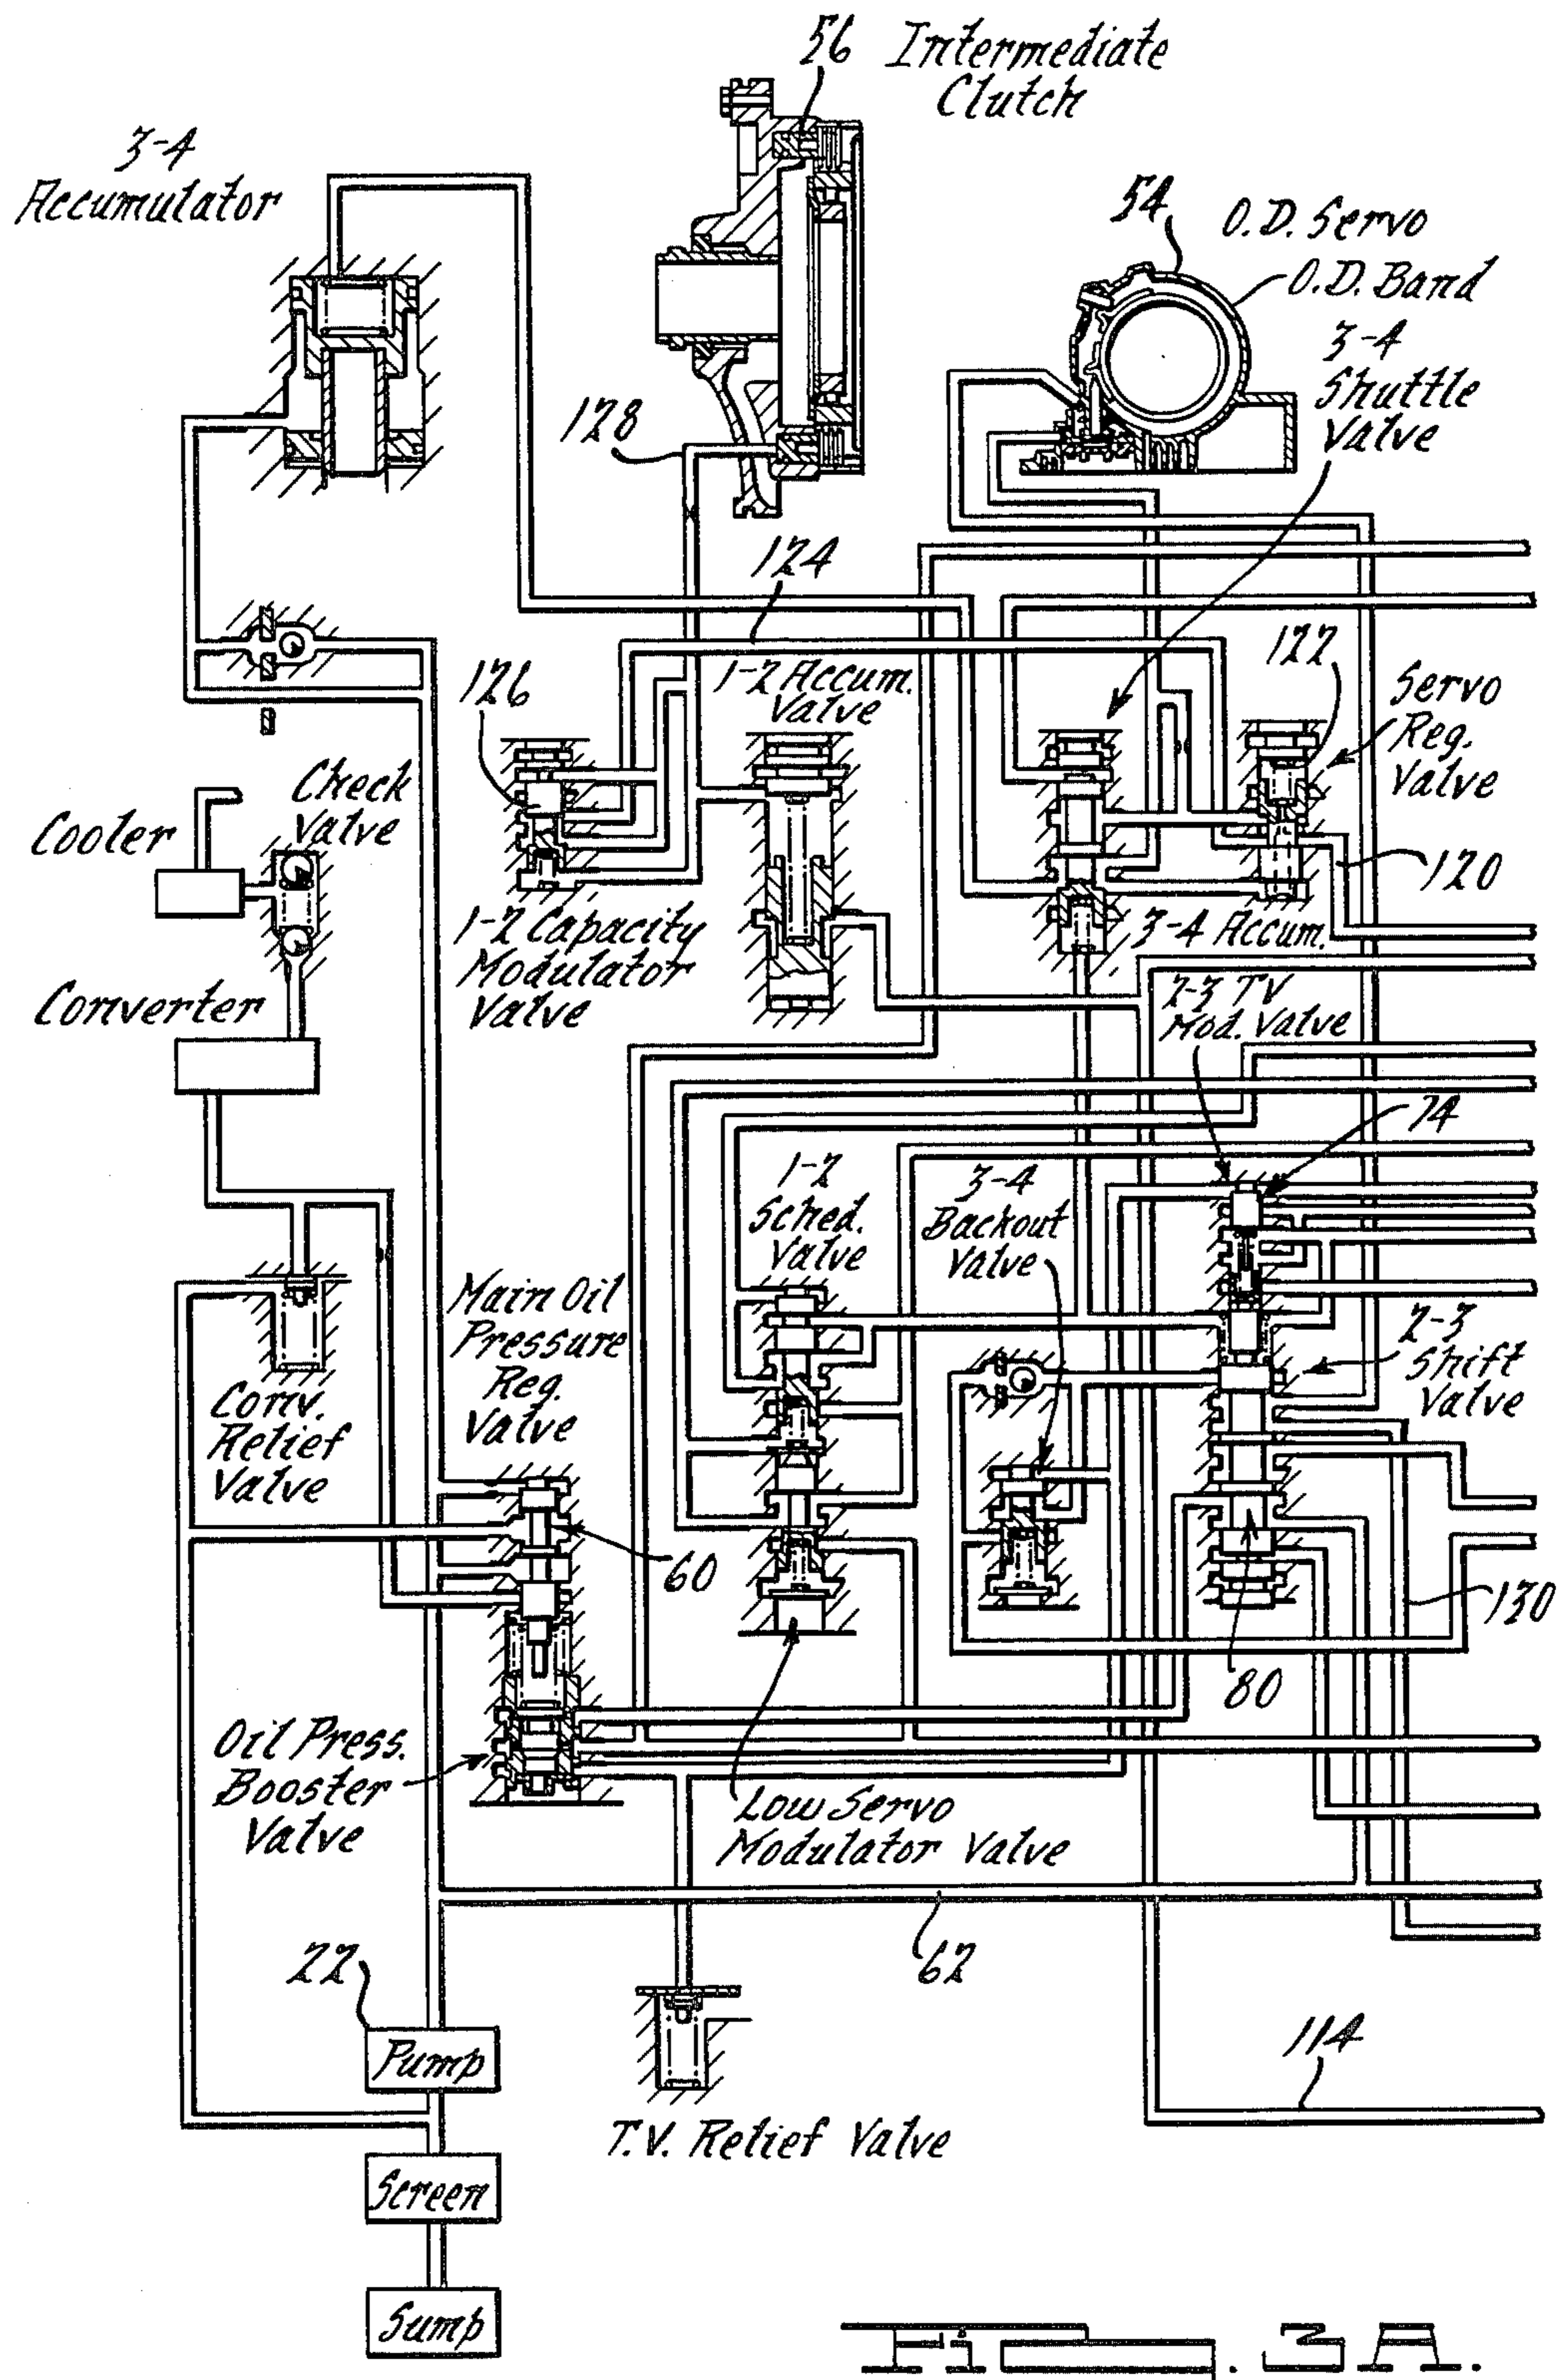 56
Intermediate
Clutch
3-4
Accumulator
54
O.D. Servo
O.D. Band
3-4
Shuttle
Valve
128
124
122
Servo
Reg.
Valve
126
1-2 Accum.
Valve
Check
Valve
Cooler
120
1-2 Capacity
Modulator
Valve
3-4 Accum.
2-3 TV
Mod. Valve
Converter
74
1-2
Sched.
Valve
3-4
Backout
Valve
Main Oil
Pressure
Reg.
Valve
2-3
Shift
Valve
Conv.
Relief
Valve
60
130
80
Oil Press.
Booster
Valve
Low Servo
Modulator Valve
62
22
Pump
114
T.V. Relief Valve
Screen
Sump
FIG. 3A.